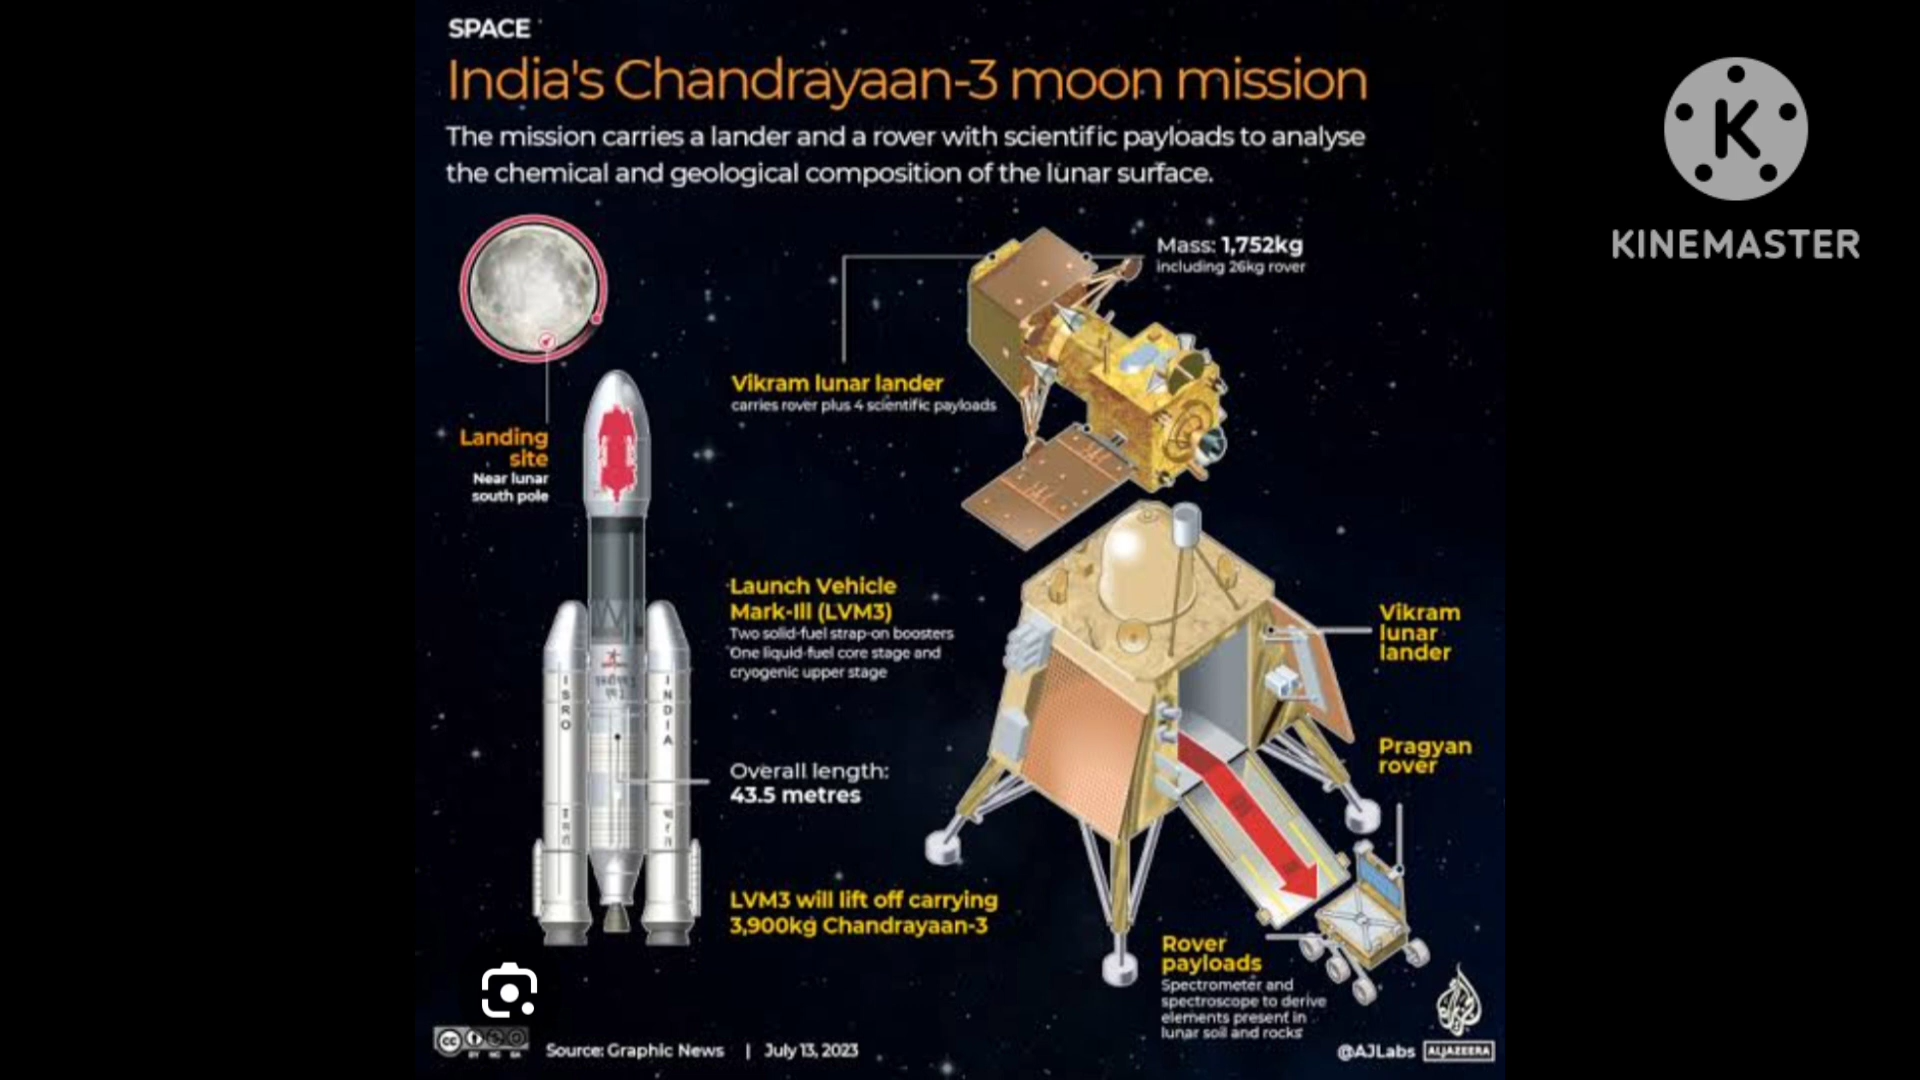 SPACE
India's Chandrayaan-3 moon mission
The mission carries a lander and a rover with scientific payloads to analyse
the chemical and geological composition of the lunar surface.
KINEMASTER
Mass: 1,752kg
including 26kg rover
Vikram lunar lander
carries rover plus 4 scientific payloads
Landing
site
Near lunar
south pole
Launch Vehicle
Mark-III (LVM3)
Two solid-fuel strap-on boosters
One liquid-fuel core stage and
cryogenic upper stage
ISRO
INDIA
Vikram
lunar
lander
Pragyan
rover
Overall length:
43.5 metres
LVM3 will lift off carrying
3,900kg Chandrayaan-3
Rover
payloads
Spectrometer and
spectroscope to derive
elements present in
lunar soil and rocks
Source: Graphic News | July 13, 2023
@AJLabs ALJAZEERA